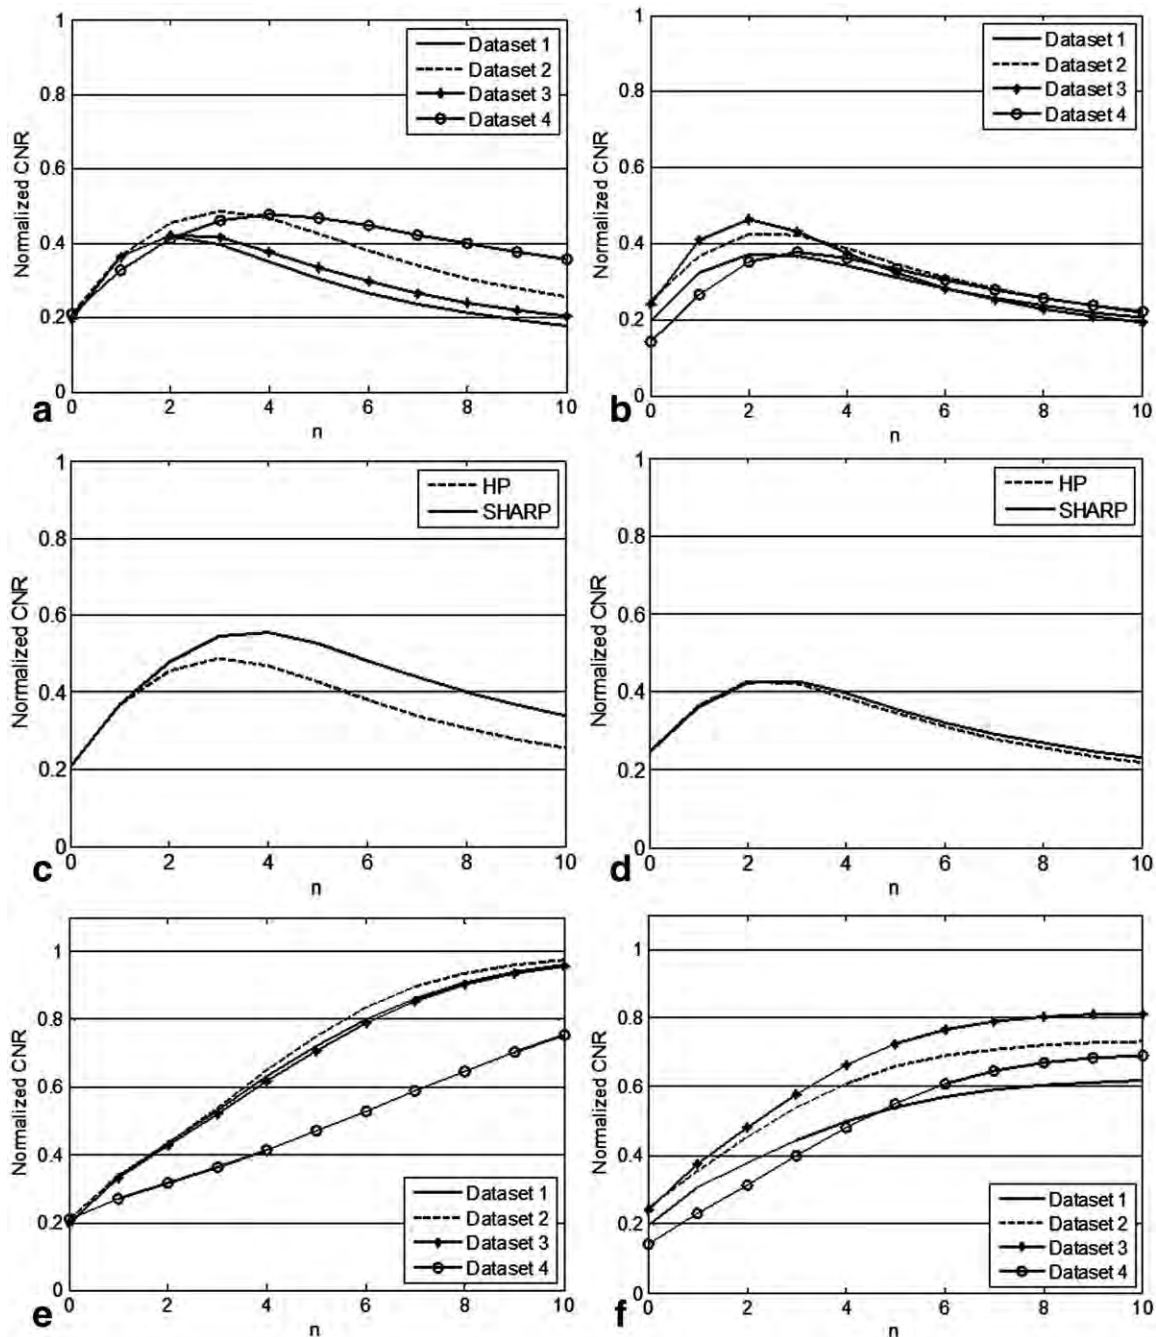 1
0.8
0.6
0.4
0.2
0
Normalized CNR
0 2 4 6 8 10
n
Dataset 1
Dataset 2
Dataset 3
Dataset 4
a
1
0.8
0.6
0.4
0.2
0
Normalized CNR
0 2 4 6 8 10
n
Dataset 1
Dataset 2
Dataset 3
Dataset 4
b
1
0.8
0.6
0.4
0.2
0
Normalized CNR
0 2 4 6 8 10
n
HP
SHARP
c
1
0.8
0.6
0.4
0.2
0
Normalized CNR
0 2 4 6 8 10
n
HP
SHARP
d
1
0.8
0.6
0.4
0.2
0
Normalized CNR
0 2 4 6 8 10
n
Dataset 1
Dataset 2
Dataset 3
Dataset 4
e
1
0.8
0.6
0.4
0.2
0
Normalized CNR
0 2 4 6 8 10
n
Dataset 1
Dataset 2
Dataset 3
Dataset 4
f